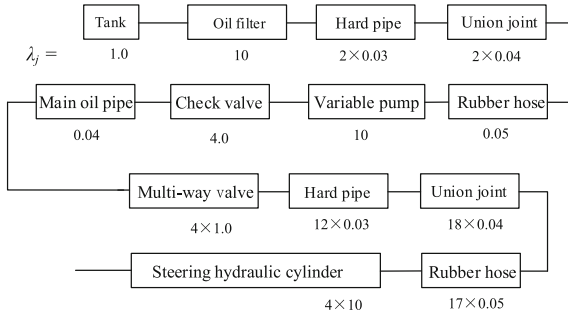 Tank Oil filter Hard pipe Union joint
λj = 1.0 10 2×0.03 2×0.04
Main oil pipe Check valve Variable pump Rubber hose
0.04 4.0 10 0.05
Multi-way valve Hard pipe Union joint
4×1.0 12×0.03 18×0.04
Steering hydraulic cylinder Rubber hose
4×10 17×0.05